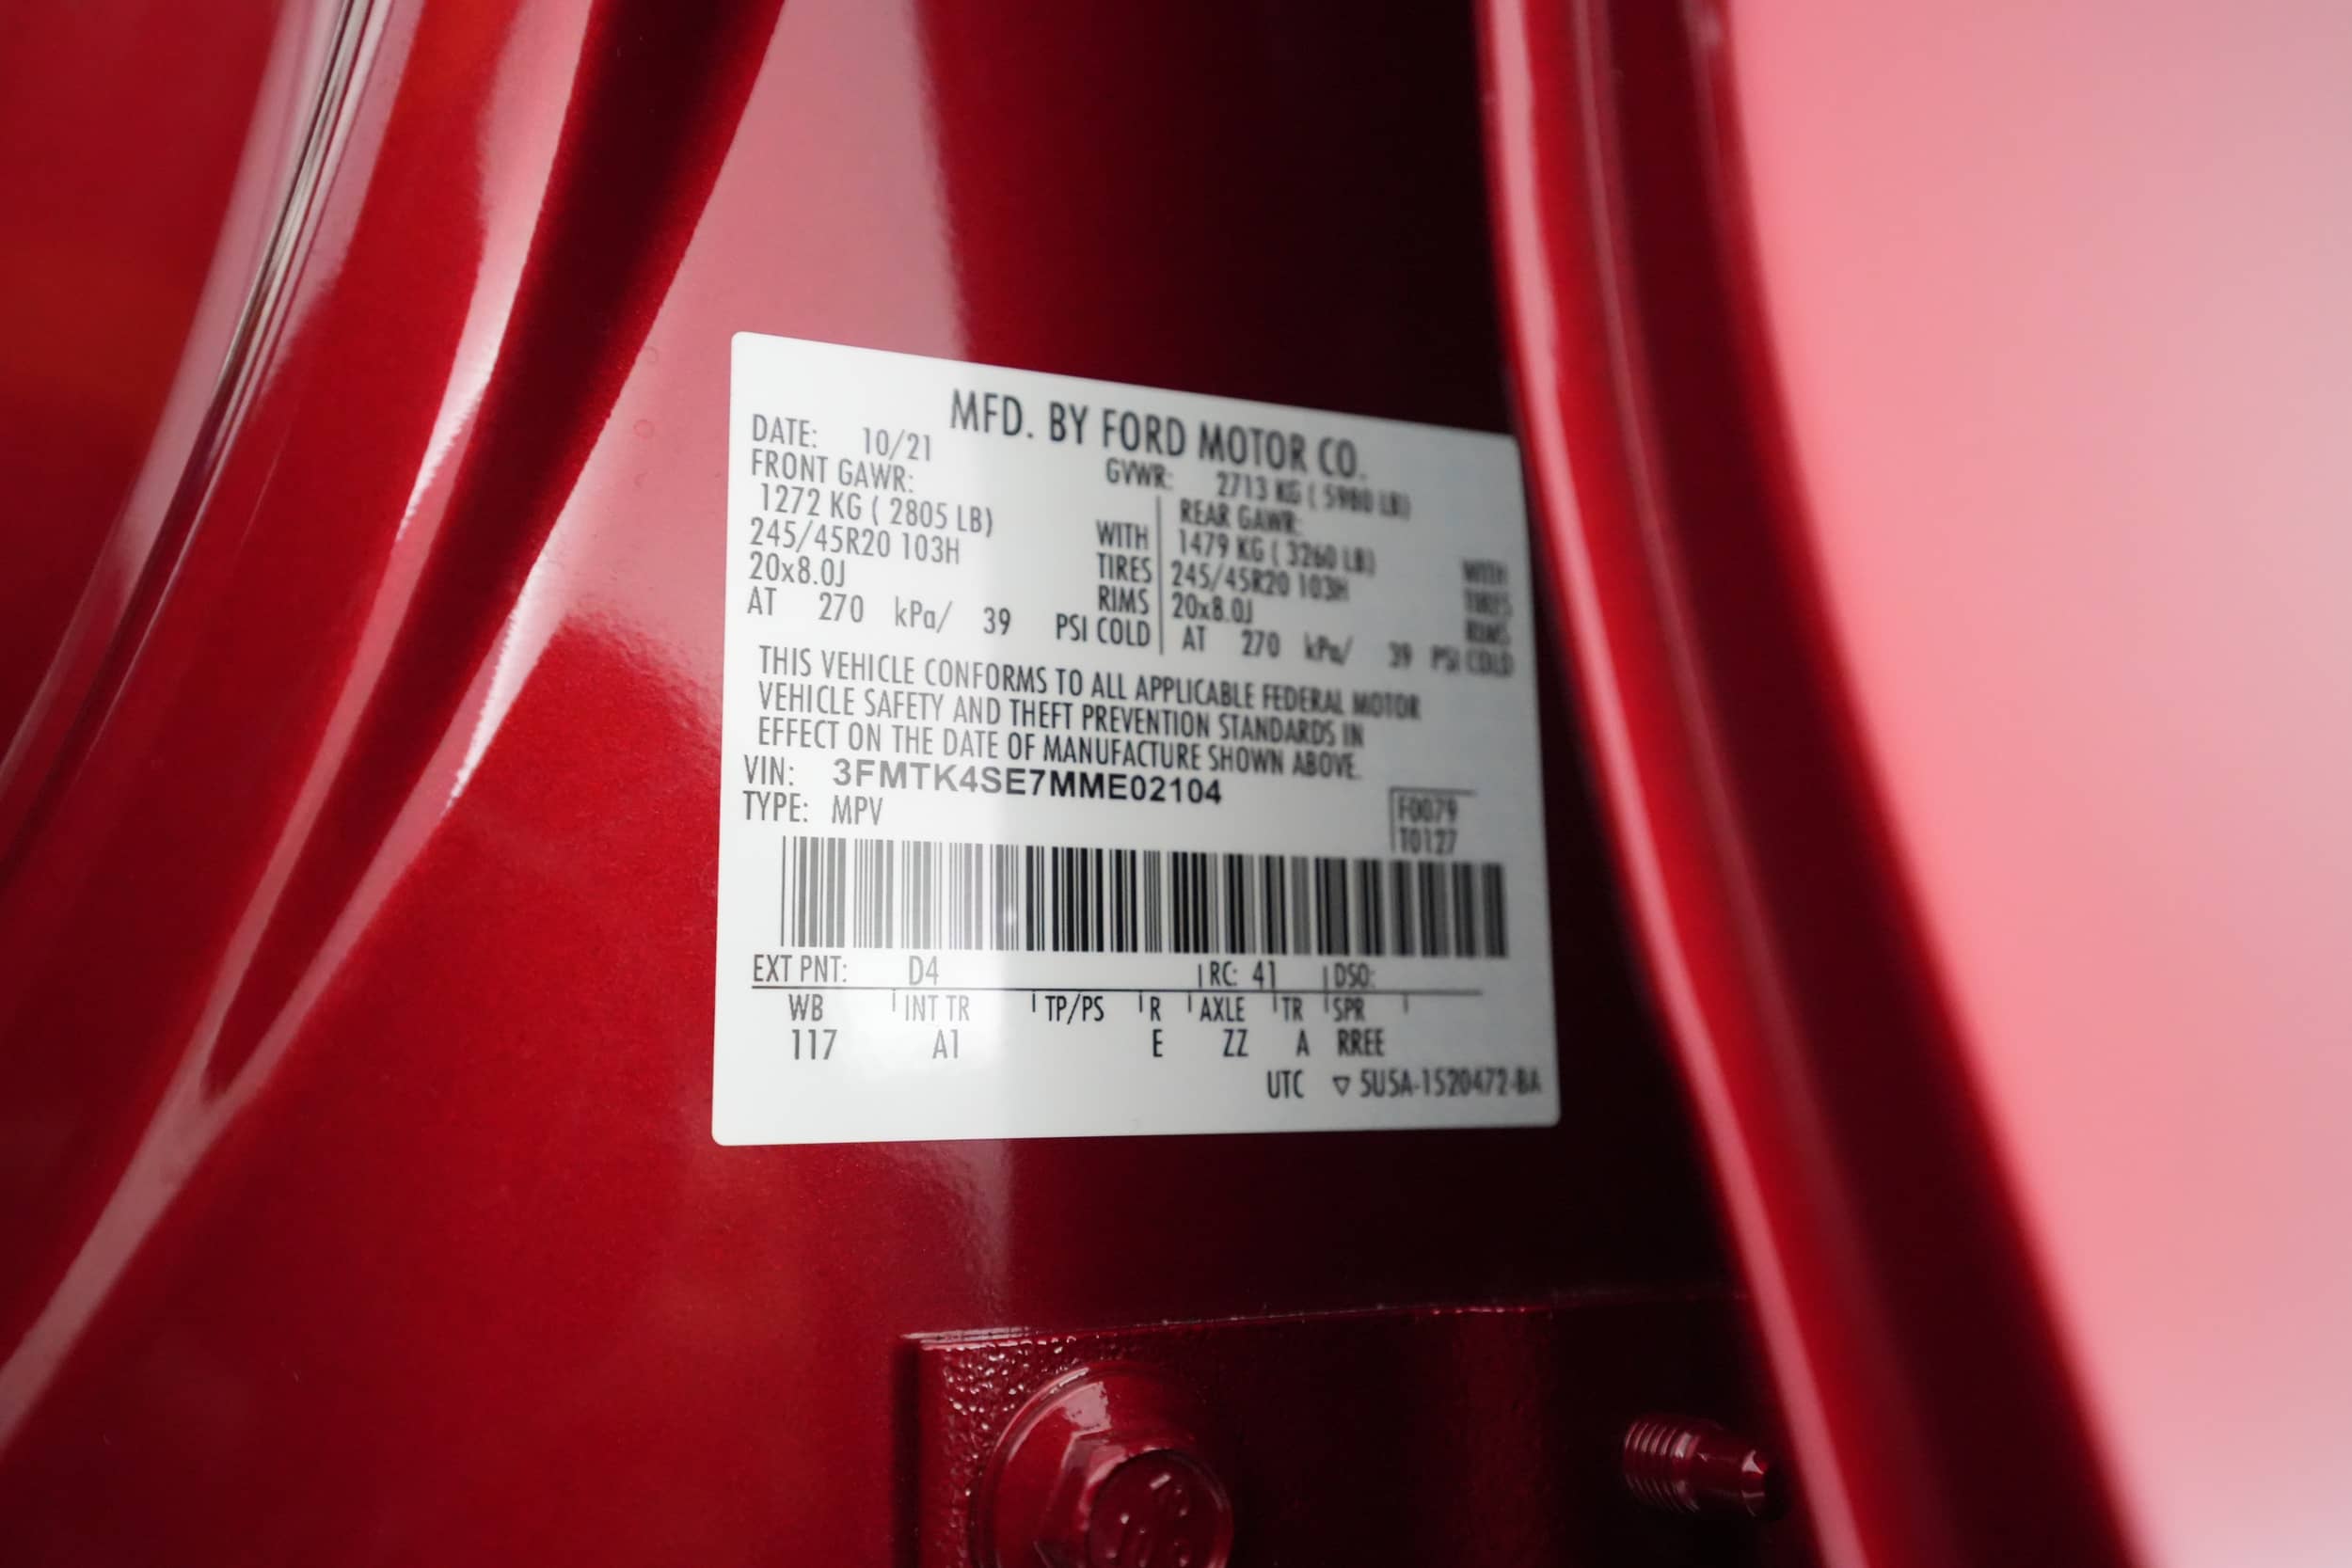 MFD. BY FORD MOTOR CO.
DATE: 10/21
GVWR: 2713 KG ( 5980 LB)
FRONT GAWR:
REAR GAWR:
1272 KG ( 2805 LB) WITH
1479 KG ( 3260 LB) WITH
245/45R20 103H TIRES
245/45R20 103H TIRES
20x8.0J RIMS
20x8.0J RIMS
AT 270 kPa/ 39 PSI COLD
AT 270 kPa/ 39 PSI COLD
THIS VEHICLE CONFORMS TO ALL APPLICABLE FEDERAL MOTOR
VEHICLE SAFETY AND THEFT PREVENTION STANDARDS IN
EFFECT ON THE DATE OF MANUFACTURE SHOWN ABOVE.
VIN: 3FMTK4SE7MME02104
TYPE: MPV
F0079
T0127
EXT PNT: D4 RC: 41 DSO:
WB INT TR TP/PS R AXLE TR SPR
117 A1 E ZZ A RREE
UTC ▽ 5U5A-1520472-BA